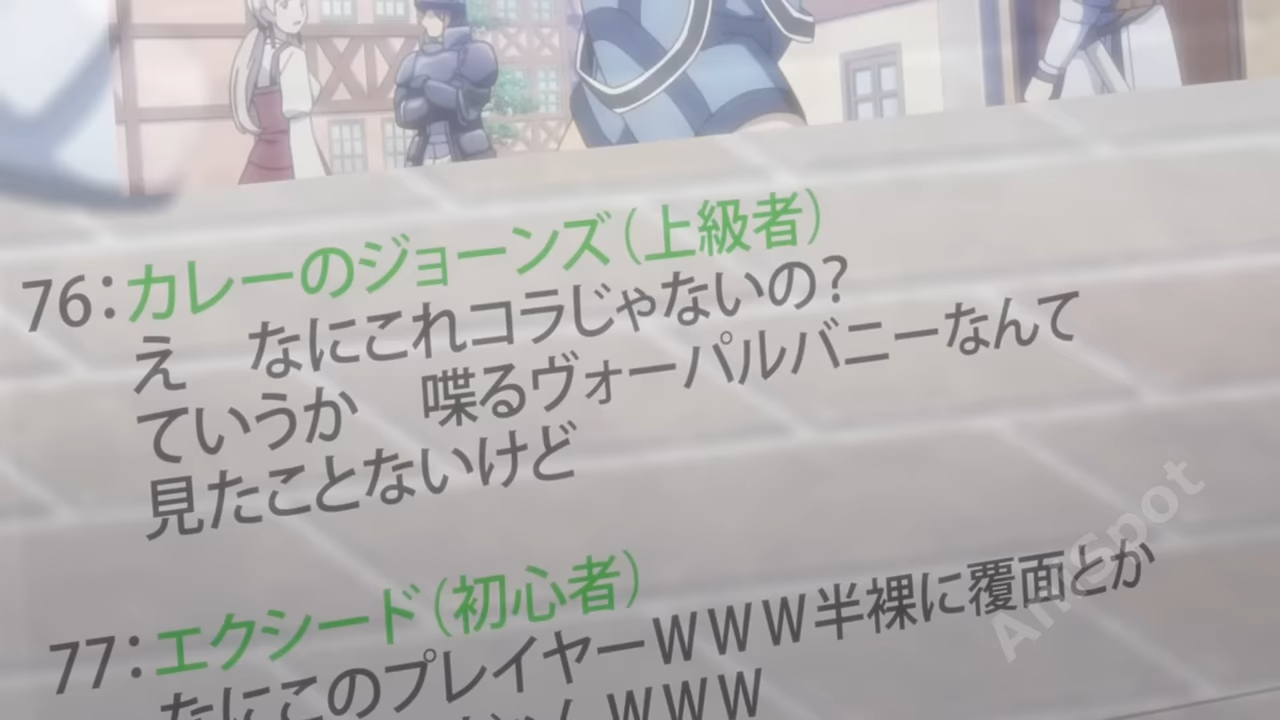 76：カレーのジョーンズ（上級者）
え　なにこれコラじゃないの?
ていうか　喋るヴォーパルバニーなんて
見たことないけど
77：エクシード（初心者）
なにこのプレイヤーＷＷＷ半裸に覆面とか
ＷＷＷ
AniSpot